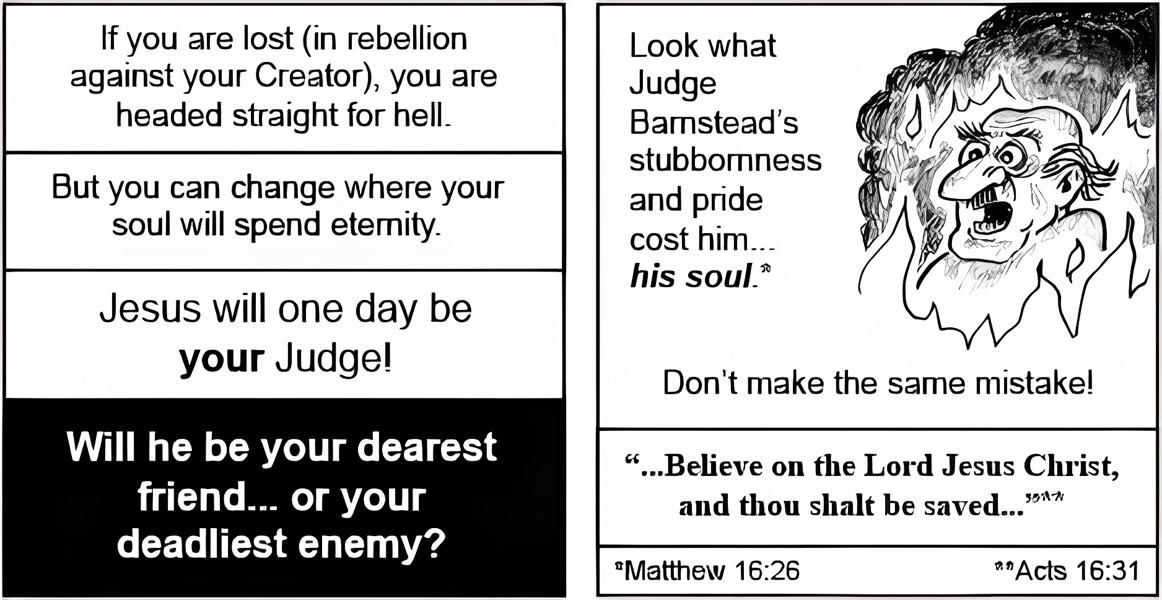 If you are lost (in rebellion
against your Creator), you are
headed straight for hell.
But you can change where your
soul will spend eternity.
Jesus will one day be
your Judge!
Will he be your dearest
friend... or your
deadliest enemy?
Look what
Judge
Barnstead's
stubbornness
and pride
cost him...
his soul.*
Don't make the same mistake!
“...Believe on the Lord Jesus Christ,
and thou shalt be saved...”**
*Matthew 16:26
**Acts 16:31